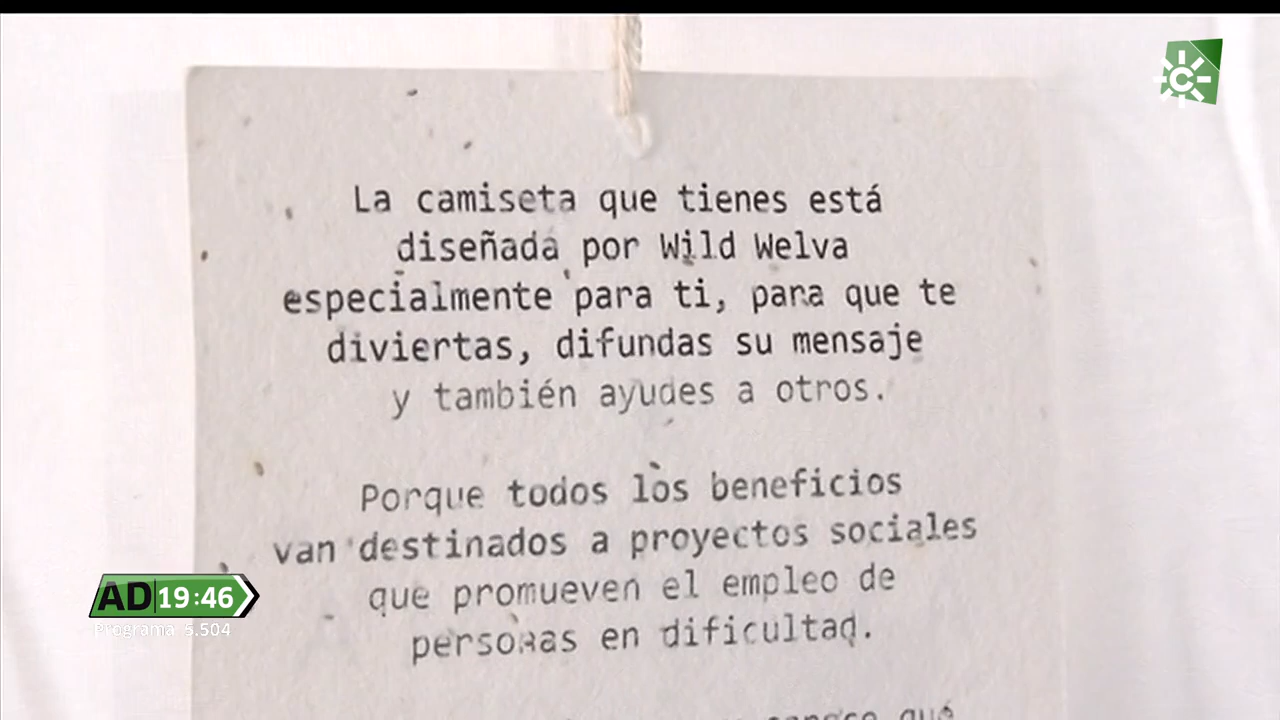 La camiseta que tienes está
diseñada por Wild Welva
especialmente para ti, para que te
diviertas, difundas su mensaje
y también ayudes a otros.
Porque todos los beneficios
van destinados a proyectos sociales
que promueven el empleo de
personas en dificultad.
AD 19:46
Programa 5.504